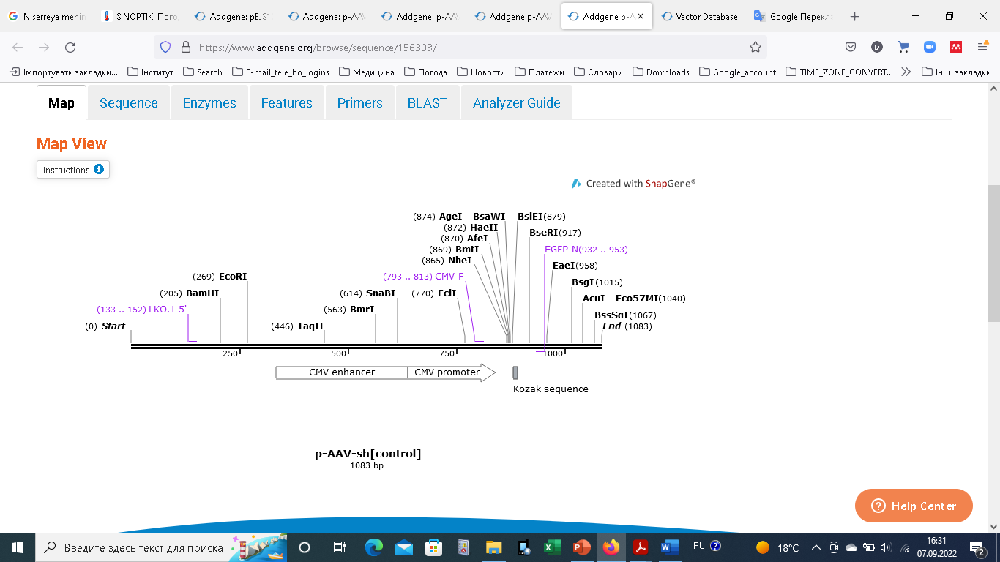 Niserreya menin
SINOPTIK: Пого
Addgene: pEJS1
Addgene: p-AAV
Addgene: p-AAV
Addgene p-AAV
Addgene p-A
Vector Database
Google Перекла
https://www.addgene.org/browse/sequence/156303/
Імпортувати закладки...
Інститут
Search
E-mail_tele_ho_logins
Медицина
Погода
Новости
Платежи
Словари
Downloads
Google_account
TIME_ZONE_CONVERT...
Інші закладки
Map
Sequence
Enzymes
Features
Primers
BLAST
Analyzer Guide
Map View
Instructions
Created with SnapGene®
(874) AgeI - BsaWI
BsiEI(879)
(872) HaeII
BseRI(917)
(870) AfeI
(869) BmtI
EGFP-N(932 .. 953)
(865) NheI
EaeI(958)
(269) EcoRI
(793 .. 813) CMV-F
BsgI(1015)
(205) BamHI
(614) SnaBI
(770) EciI
AcuI - Eco57MI(1040)
(133 .. 152) LKO.1 5'
(563) BmrI
BssSαI(1067)
(0) Start
(446) TaqII
End (1083)
250
500
750
1000
CMV enhancer
CMV promoter
Kozak sequence
p-AAV-sh[control]
1083 bp
Help Center
Введите здесь текст для поиска
RU
18°C
16:31
07.09.2022
2